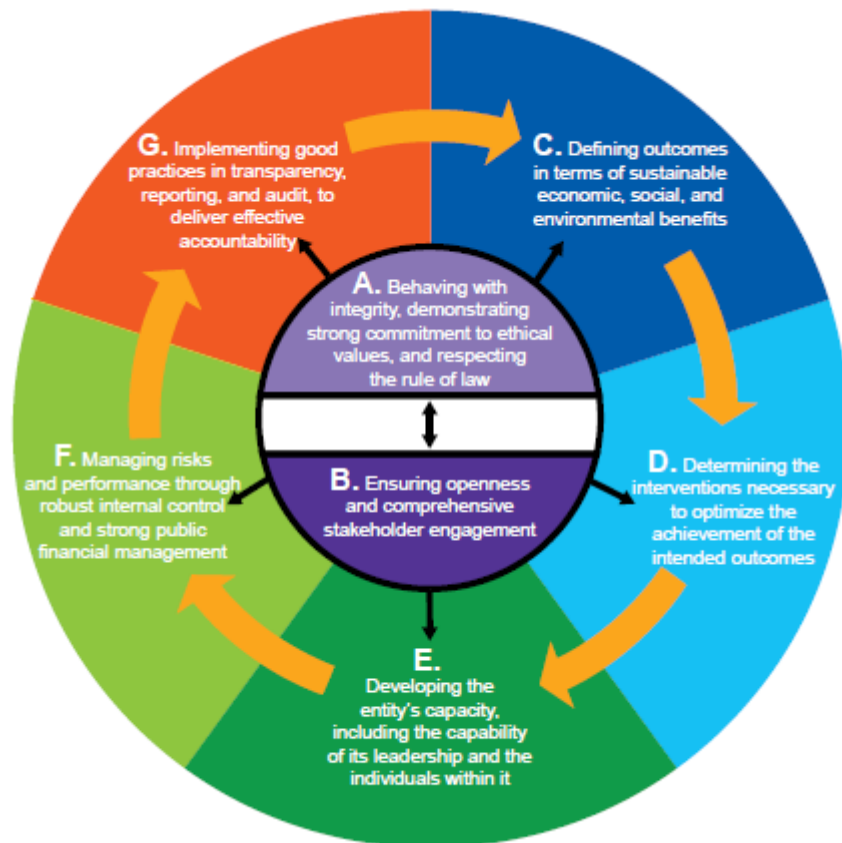 G. Implementing good
practices in transparency,
reporting, and audit, to
deliver effective
accountability
C. Defining outcomes
in terms of sustainable
economic, social, and
environmental benefits
A. Behaving with
integrity, demonstrating
strong commitment to ethical
values, and respecting
the rule of law
B. Ensuring openness
and comprehensive
stakeholder engagement
F. Managing risks
and performance through
robust internal control
and strong public
financial management
D. Determining the
interventions necessary
to optimize the
achievement of the
intended outcomes
E.
Developing the
entity's capacity,
including the capability
of its leadership and the
individuals within it